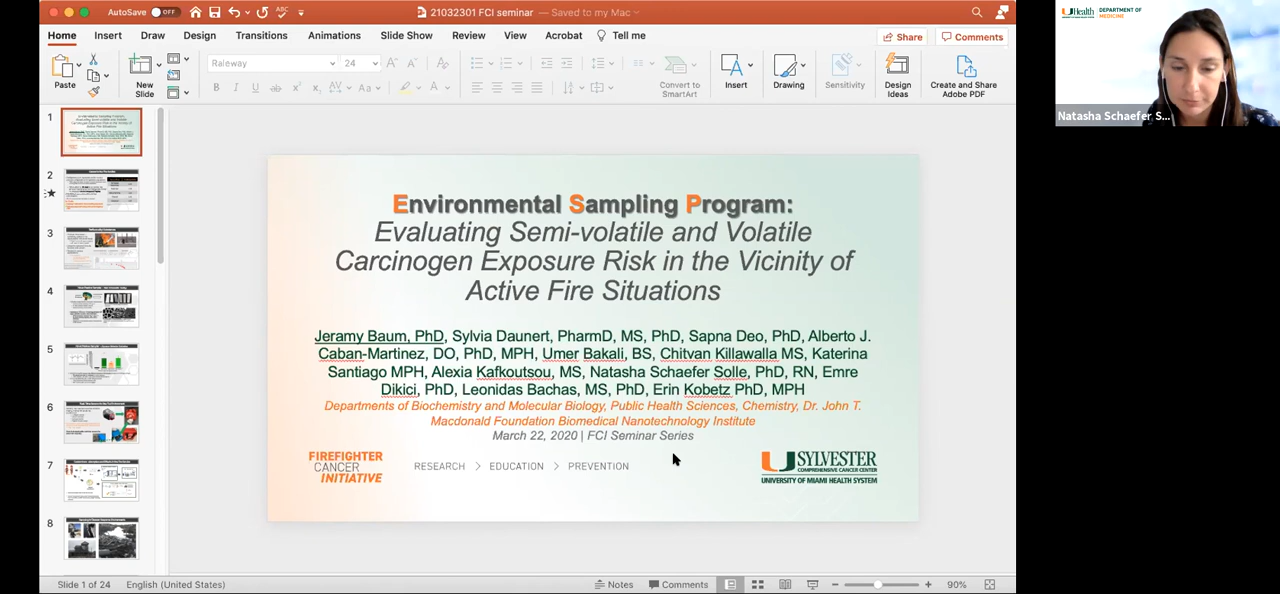 AutoSave OFF
21032301 FCI seminar — Saved to my Mac
Home Insert Draw Design Transitions Animations Slide Show Review View Acrobat Tell me
Share Comments
Paste
New
Slide
Raleway 24
Convert to
SmartArt
Insert
Drawing
Sensitivity
Design
Ideas
Create and Share
Adobe PDF
1
2
3
4
5
6
7
8
Environmental Sampling Program:
Evaluating Semi-volatile and Volatile
Carcinogen Exposure Risk in the Vicinity of
Active Fire Situations
Jeramy Baum, PhD, Sylvia Daunert, PharmD, MS, PhD, Sapna Deo, PhD, Alberto J.
Caban-Martinez, DO, PhD, MPH, Umer Bakali, BS, Chitvan Killawalla MS, Katerina
Santiago MPH, Alexia Kafkoutsou, MS, Natasha Schaefer Solle, PhD, RN, Emre
Dikici, PhD, Leonidas Bachas, MS, PhD, Erin Kobetz PhD, MPH
Departments of Biochemistry and Molecular Biology, Public Health Sciences, Chemistry, Dr. John T.
Macdonald Foundation Biomedical Nanotechnology Institute
March 22, 2020 | FCI Seminar Series
FIREFIGHTER
CANCER
INITIATIVE
RESEARCH > EDUCATION > PREVENTION
SYLVESTER
COMPREHENSIVE CANCER CENTER
UNIVERSITY OF MIAMI HEALTH SYSTEM
Slide 1 of 24 English (United States)
Notes Comments 90%
UHealth DEPARTMENT OF
MEDICINE
Natasha Schaefer S...